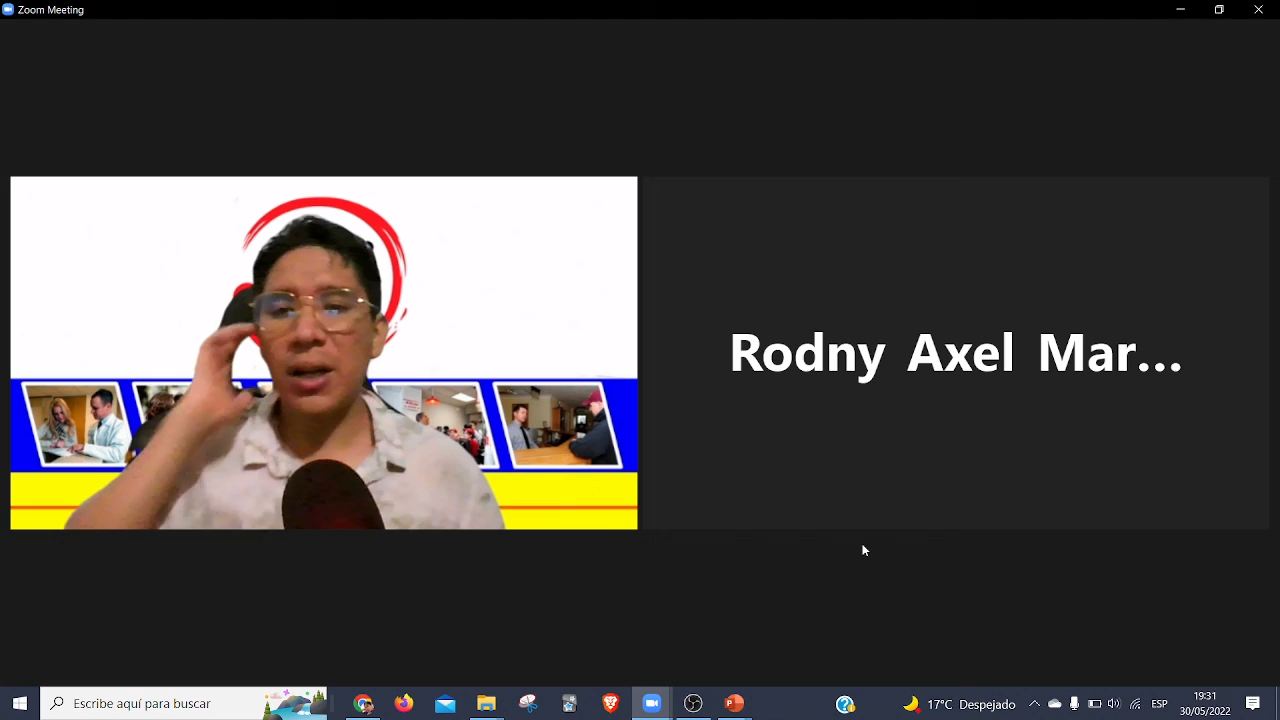 Zoom Meeting
Rodny Axel Mar...
Escribe aquí para buscar
17°C Despejado
ESP
19:31
30/05/2022